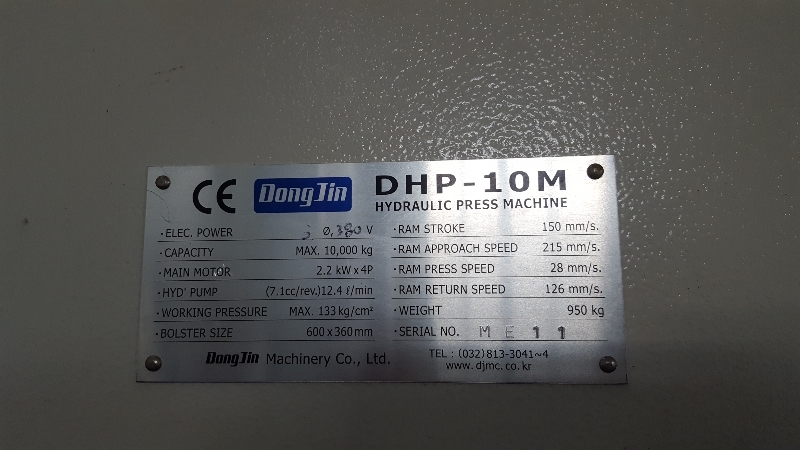 CE DongJin DHP-10M
HYDRAULIC PRESS MACHINE
·ELEC. POWER 3 Ø, 380 V
·CAPACITY MAX. 10,000 kg
·MAIN MOTOR 2.2 kW x 4P
·HYD' PUMP (7.1cc/rev.)12.4 ℓ/min
·WORKING PRESSURE MAX. 133 kg/cm²
·BOLSTER SIZE 600 x 360 mm
·RAM STROKE 150 mm/s.
·RAM APPROACH SPEED 215 mm/s.
·RAM PRESS SPEED 28 mm/s.
·RAM RETURN SPEED 126 mm/s.
·WEIGHT 950 kg
·SERIAL NO. ME11
DongJin Machinery Co., Ltd.
TEL : (032)813-3041~4
www.djmc.co.kr